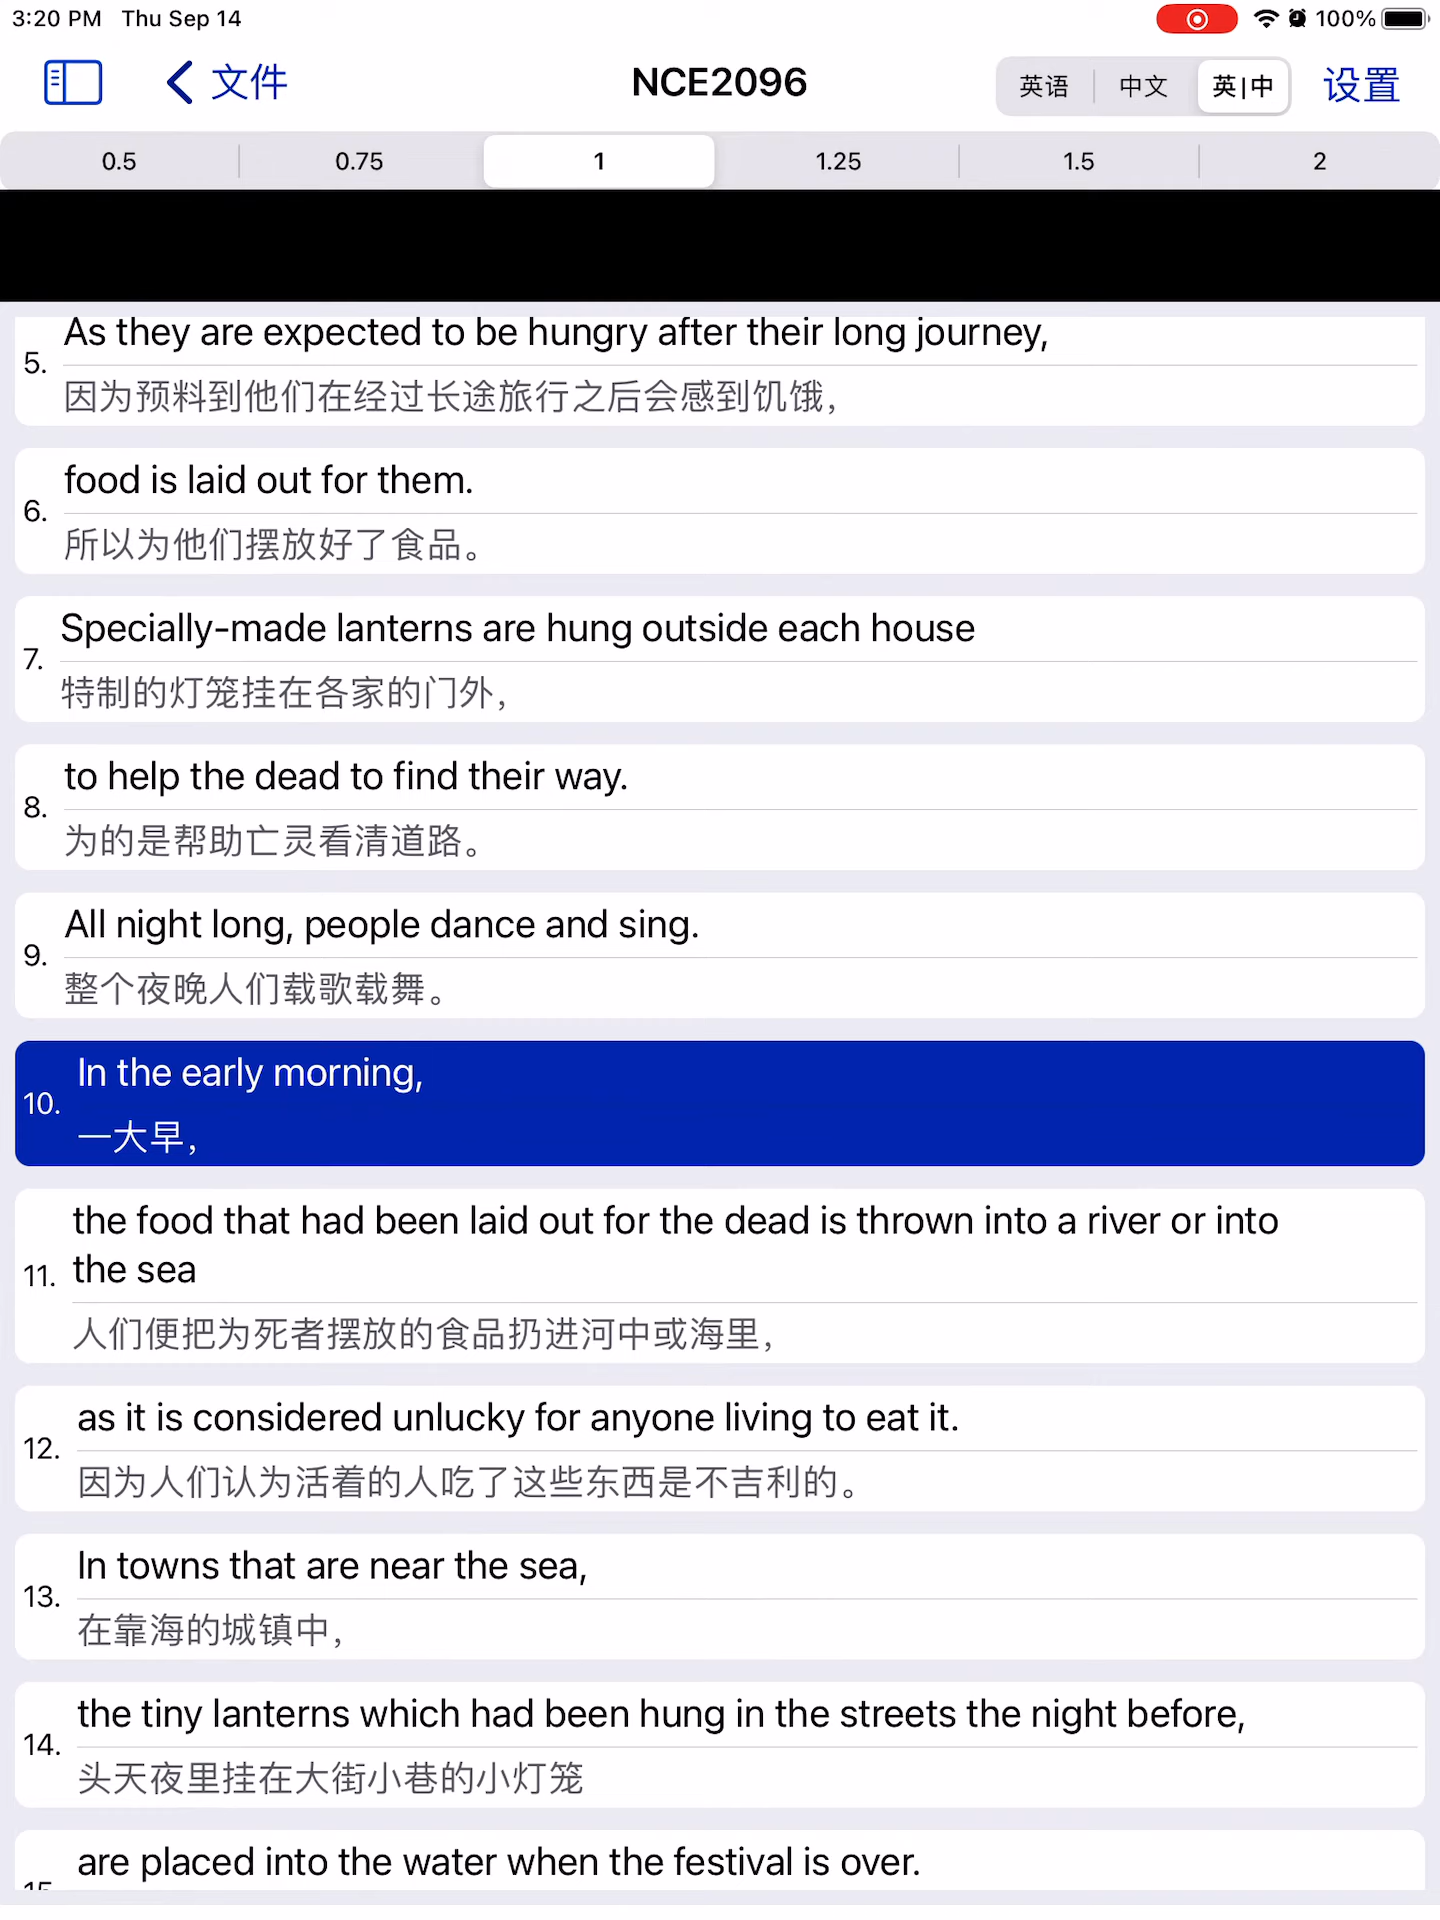 3:20 PM Thu Sep 14 100%
文件 NCE2096 英语 中文 英|中 设置
0.5 0.75 1 1.25 1.5 2
As they are expected to be hungry after their long journey,
5.
因为预料到他们在经过长途旅行之后会感到饥饿，
food is laid out for them.
6.
所以为他们摆放好了食品。
Specially-made lanterns are hung outside each house
7.
特制的灯笼挂在各家的门外，
to help the dead to find their way.
8.
为的是帮助亡灵看清道路。
All night long, people dance and sing.
9.
整个夜晚人们载歌载舞。
In the early morning,
10.
一大早，
the food that had been laid out for the dead is thrown into a river or into
11. the sea
人们便把为死者摆放的食品扔进河中或海里，
as it is considered unlucky for anyone living to eat it.
12.
因为人们认为活着的人吃了这些东西是不吉利的。
In towns that are near the sea,
13.
在靠海的城镇中，
the tiny lanterns which had been hung in the streets the night before,
14.
头天夜里挂在大街小巷的小灯笼
are placed into the water when the festival is over.